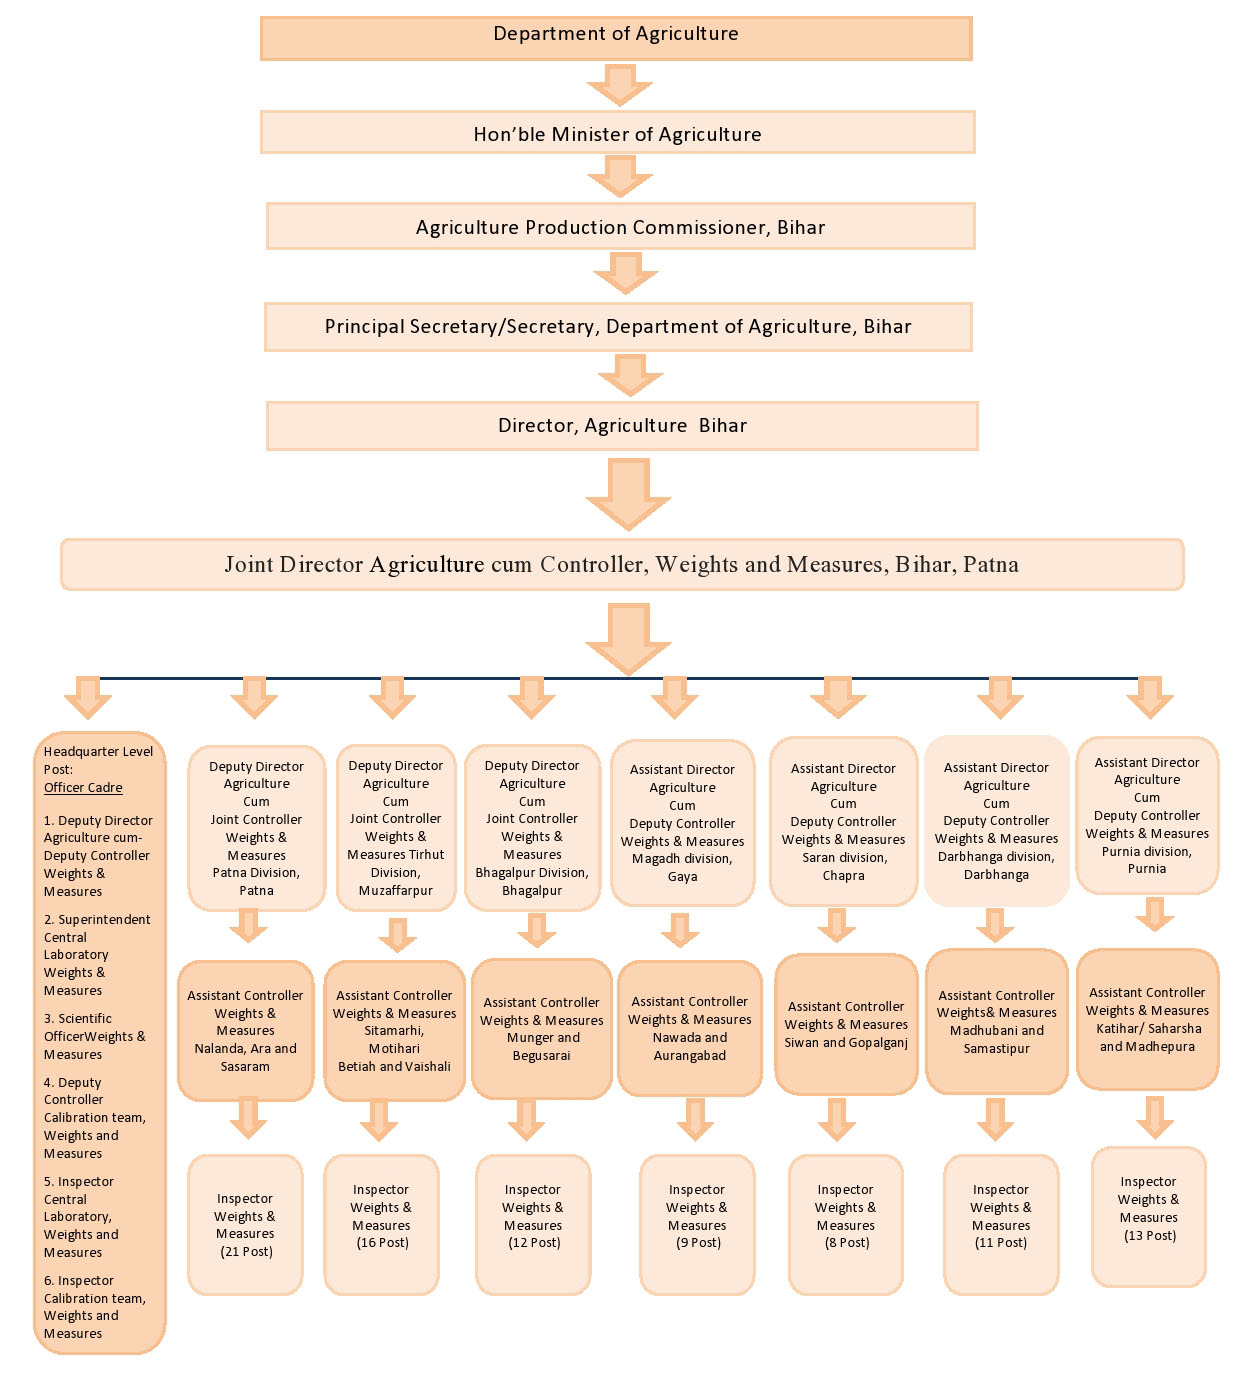 Department of Agriculture
Hon’ble Minister of Agriculture
Agriculture Production Commissioner, Bihar
Principal Secretary/Secretary, Department of Agriculture, Bihar
Director, Agriculture  Bihar
Joint Director Agriculture cum Controller, Weights and Measures, Bihar, Patna
Headquarter Level
Post:
Officer Cadre
1. Deputy Director
Agriculture cum-
Deputy Controller
Weights &
Measures
2. Superintendent
Central
Laboratory
Weights &
Measures
3. Scientific
OfficerWeights &
Measures
4. Deputy
Controller
Calibration team,
Weights and
Measures
5. Inspector
Central
Laboratory,
Weights and
Measures
6. Inspector
Calibration team,
Weights and
Measures
Deputy Director
Agriculture
Cum
Joint Controller
Weights &
Measures
Patna Division,
Patna
Deputy Director
Agriculture
Cum
Joint Controller
Weights &
Measures Tirhut
Division,
Muzaffarpur
Deputy Director
Agriculture
Cum
Joint Controller
Weights &
Measures
Bhagalpur Division,
Bhagalpur
Assistant Director
Agriculture
Cum
Deputy Controller
Weights & Measures
Magadh division,
Gaya
Assistant Director
Agriculture
Cum
Deputy Controller
Weights & Measures
Saran division,
Chapra
Assistant Director
Agriculture
Cum
Deputy Controller
Weights & Measures
Darbhanga division,
Darbhanga
Assistant Director
Agriculture
Cum
Deputy Controller
Weights & Measures
Purnia division,
Purnia
Assistant Controller
Weights &
Measures
Nalanda, Ara and
Sasaram
Assistant Controller
Weights & Measures
Sitamarhi,
Motihari
Betiah and Vaishali
Assistant Controller
Weights & Measures
Munger and
Begusarai
Assistant Controller
Weights & Measures
Nawada and
Aurangabad
Assistant Controller
Weights & Measures
Siwan and Gopalganj
Assistant Controller
Weights& Measures
Madhubani and
Samastipur
Assistant Controller
Weights & Measures
Katihar/ Saharsha
and Madhepura
Inspector
Weights &
Measures
(21 Post)
Inspector
Weights &
Measures
(16 Post)
Inspector
Weights &
Measures
(12 Post)
Inspector
Weights &
Measures
(9 Post)
Inspector
Weights &
Measures
(8 Post)
Inspector
Weights &
Measures
(11 Post)
Inspector
Weights &
Measures
(13 Post)